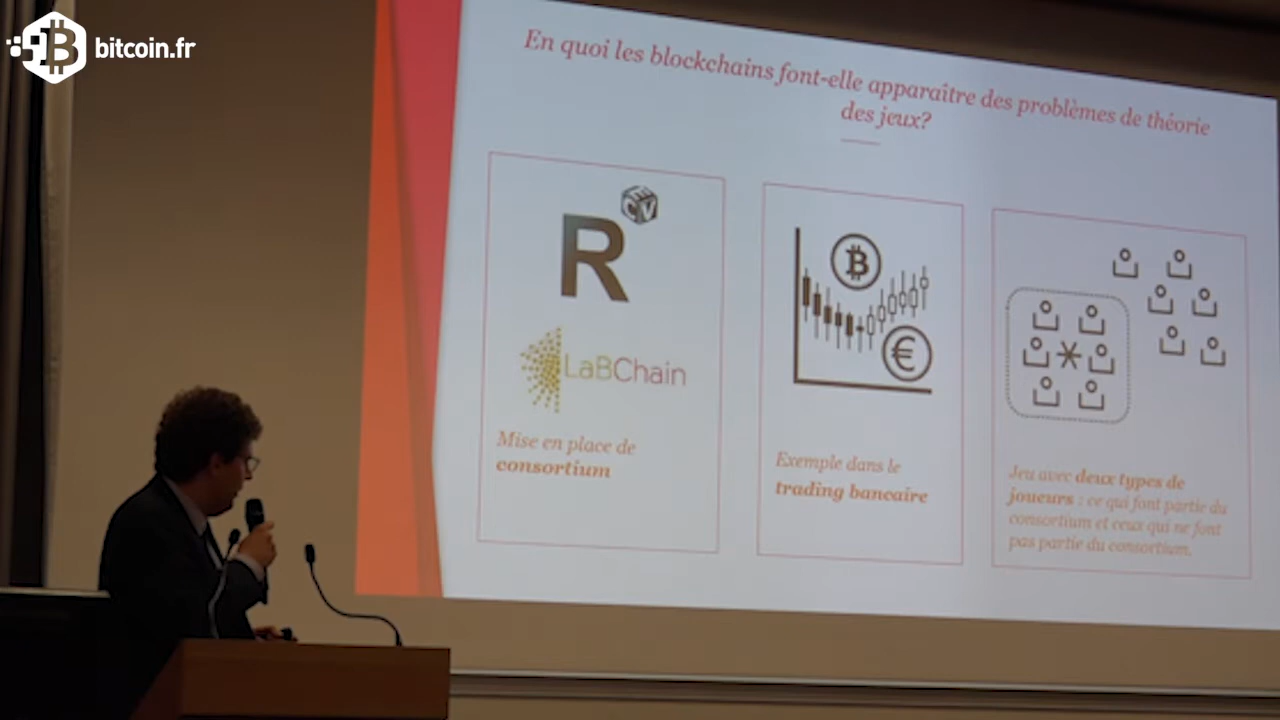 bitcoin.fr
En quoi les blockchains font-elle apparaître des problèmes de théorie
des jeux?
R
CEV
LaBChain
Mise en place de
consortium
Exemple dans le
trading bancaire
Jeu avec deux types de
joueurs : ce qui font partie du
consortium et ceux qui ne font
pas partie du consortium.